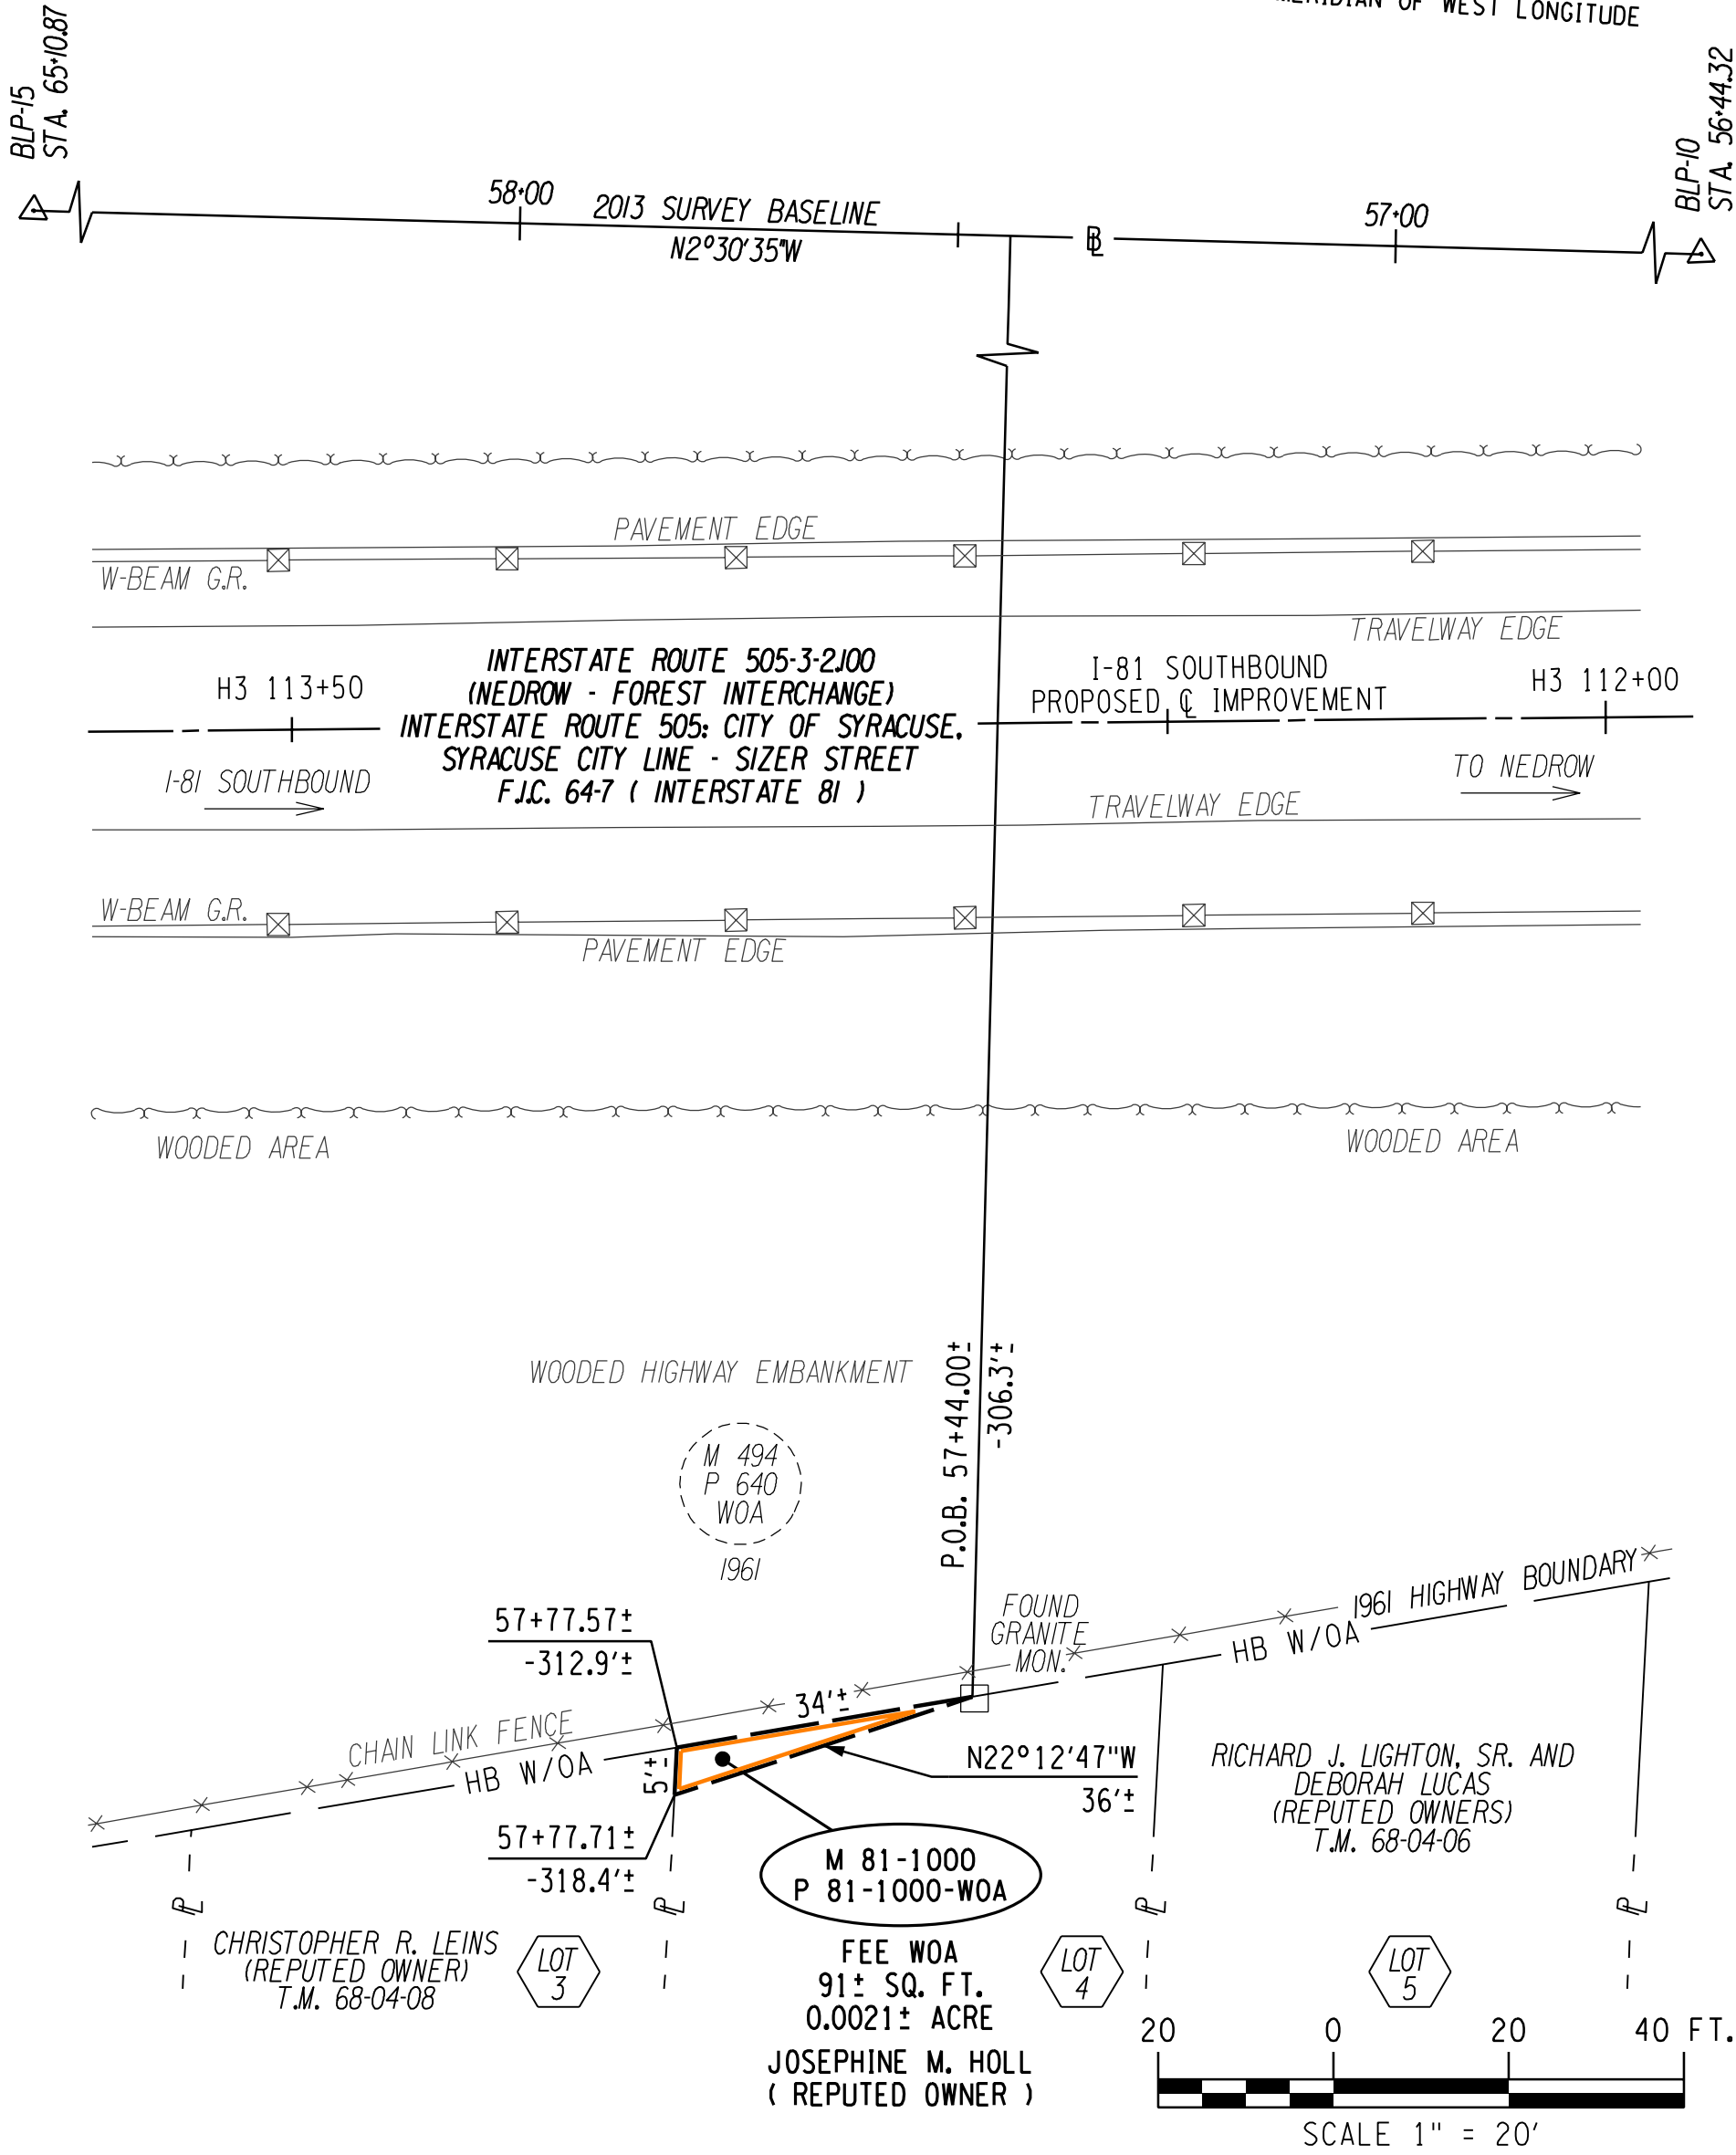 MERIDIAN OF WEST LONGITUDE
BLP-15
STA. 65+10.87
BLP-10
STA. 56+44.32
58+00
2013 SURVEY BASELINE
N2°30'35"W
57+00
PAVEMENT EDGE
W-BEAM G.R.
TRAVELWAY EDGE
H3 113+50
INTERSTATE ROUTE 505-3-2.100
(NEDROW - FOREST INTERCHANGE)
INTERSTATE ROUTE 505: CITY OF SYRACUSE,
SYRACUSE CITY LINE - SIZER STREET
F.I.C. 64-7 ( INTERSTATE 81 )
I-81 SOUTHBOUND
PROPOSED ℄ IMPROVEMENT
H3 112+00
I-81 SOUTHBOUND
TO NEDROW
TRAVELWAY EDGE
W-BEAM G.R.
PAVEMENT EDGE
WOODED AREA
WOODED AREA
WOODED HIGHWAY EMBANKMENT
M 494
P 640
WOA
1961
P.O.B. 57+44.00±
-306.3'±
FOUND
GRANITE
MON.
1961 HIGHWAY BOUNDARY
HB W/OA
57+77.57±
-312.9'±
34'±
CHAIN LINK FENCE
HB W/OA
5'±
N22°12'47"W
36'±
57+77.71±
-318.4'±
M 81-1000
P 81-1000-WOA
RICHARD J. LIGHTON, SR. AND
DEBORAH LUCAS
(REPUTED OWNERS)
T.M. 68-04-06
CHRISTOPHER R. LEINS
(REPUTED OWNER)
T.M. 68-04-08
LOT
3
FEE WOA
91± SQ. FT.
0.0021± ACRE
JOSEPHINE M. HOLL
( REPUTED OWNER )
LOT
4
LOT
5
20 0 20 40 FT.
SCALE 1" = 20'